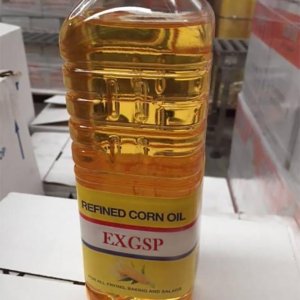 REFINED CORN OIL
EXGSP
FOR ALL FRYING, BAKING AND SALADS